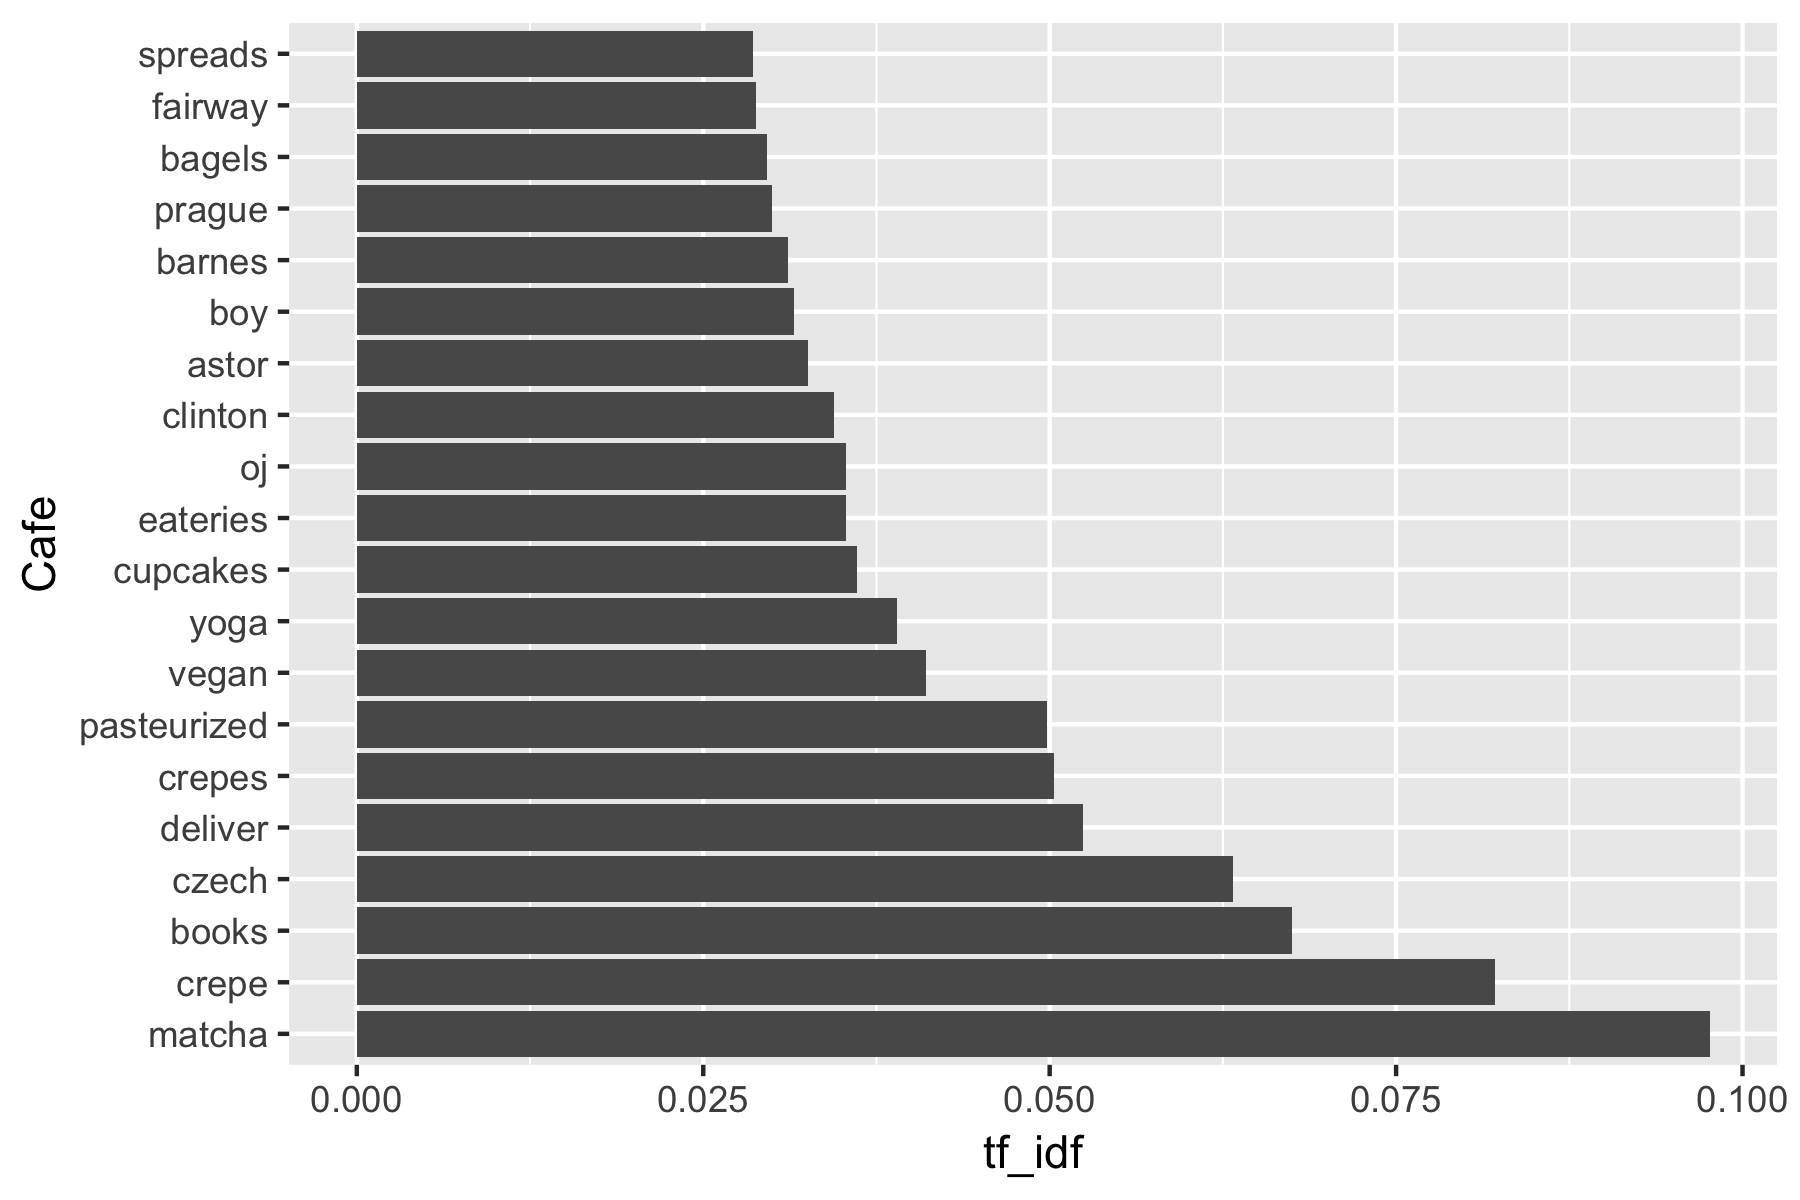 spreads
fairway
bagels
prague
barnes
boy
astor
clinton
oj
eateries
cupcakes
yoga
vegan
pasteurized
crepes
deliver
czech
books
crepe
matcha
Cafe
0.000 0.025 0.050 0.075 0.100
tf_idf